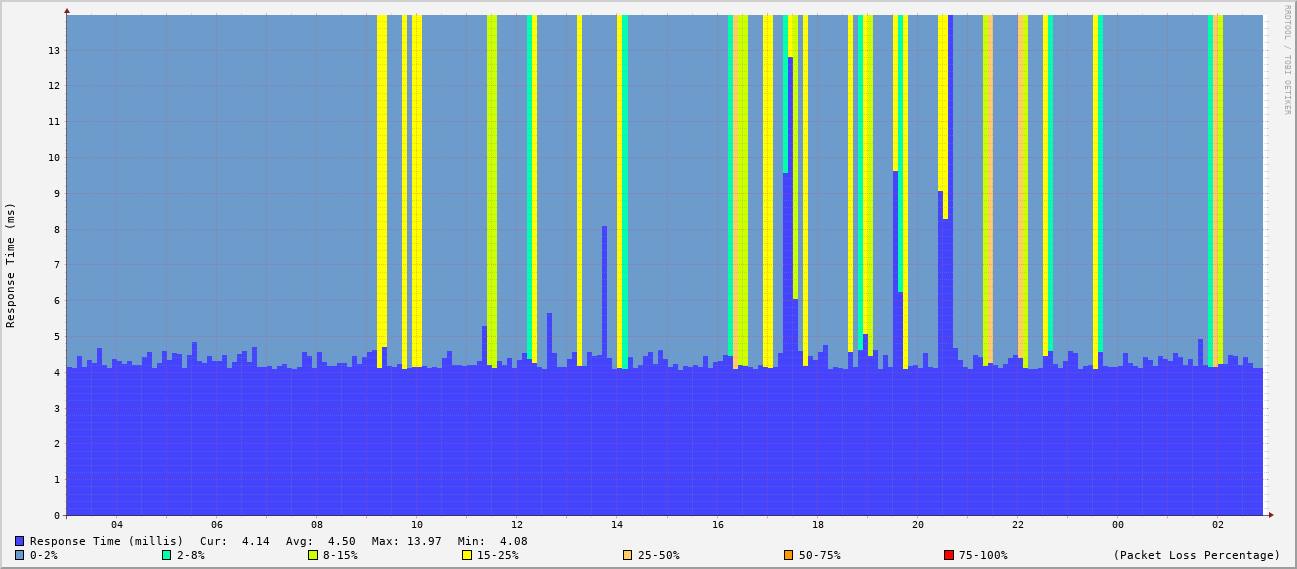 RRDTOOL / TOBI OETIKER
Response Time (ms)
13
12
11
10
9
8
7
6
5
4
3
2
1
0
04 06 08 10 12 14 16 18 20 22 00 02
Response Time (millis) Cur: 4.14 Avg: 4.50 Max: 13.97 Min: 4.08
0-2% 2-8% 8-15% 15-25% 25-50% 50-75% 75-100% (Packet Loss Percentage)